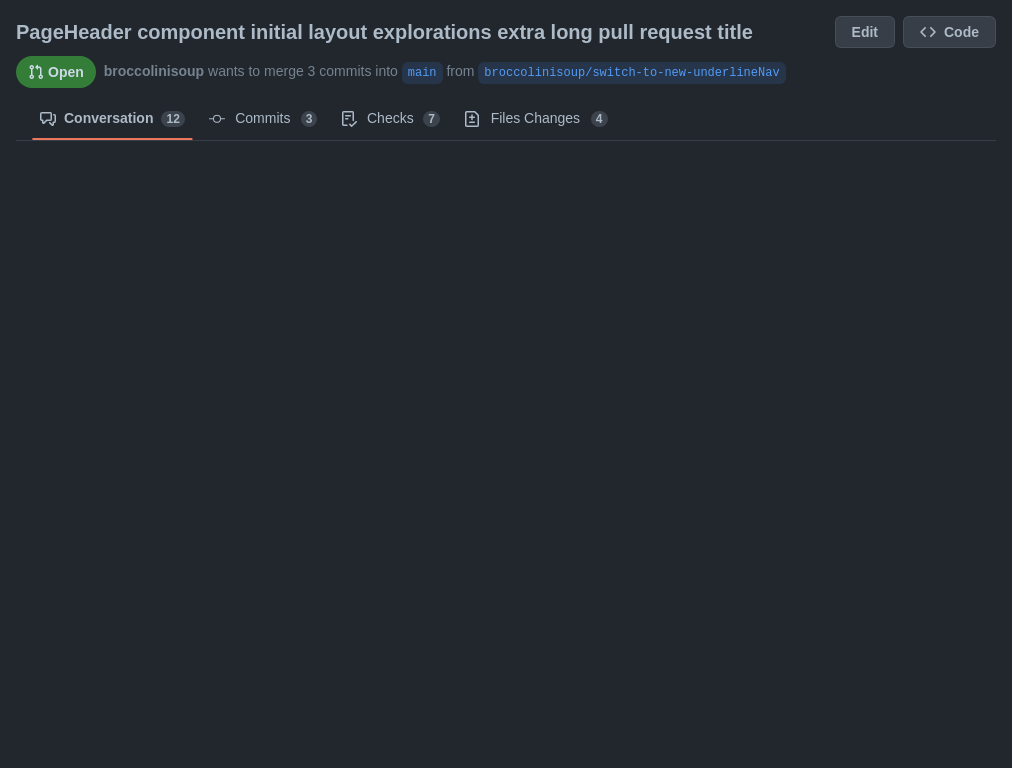 PageHeader component initial layout explorations extra long pull request title
Edit
Code
Open
broccolinisoup wants to merge 3 commits into main from broccolinisoup/switch-to-new-underlineNav
Conversation 12
Commits 3
Checks 7
Files Changes 4